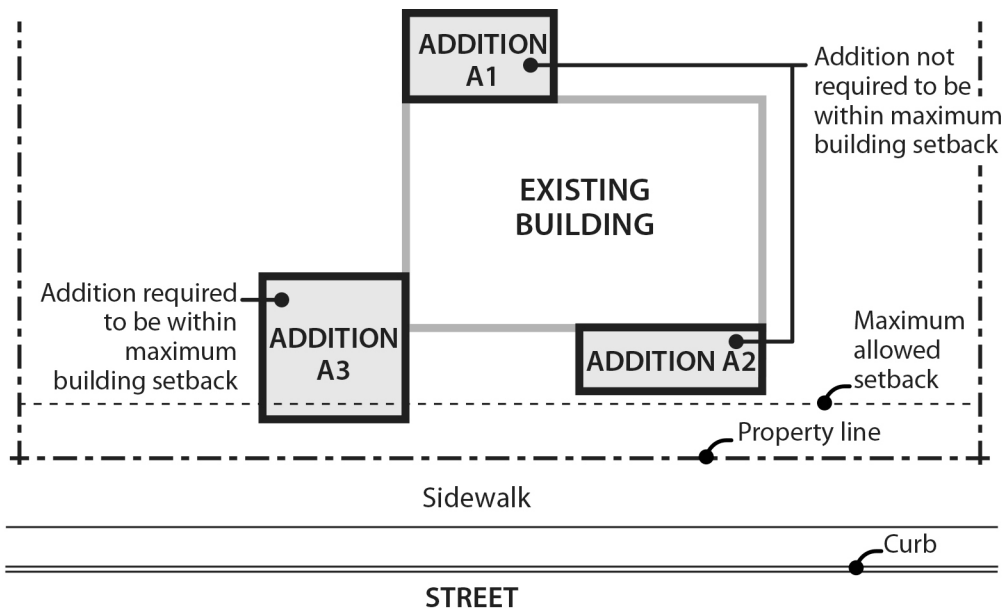 ADDITION
A1
Addition not
required to be
within maximum
building setback
EXISTING
BUILDING
Addition required
to be within
maximum
building setback
ADDITION
A3
ADDITION A2
Maximum
allowed
setback
Property line
Sidewalk
Curb
STREET